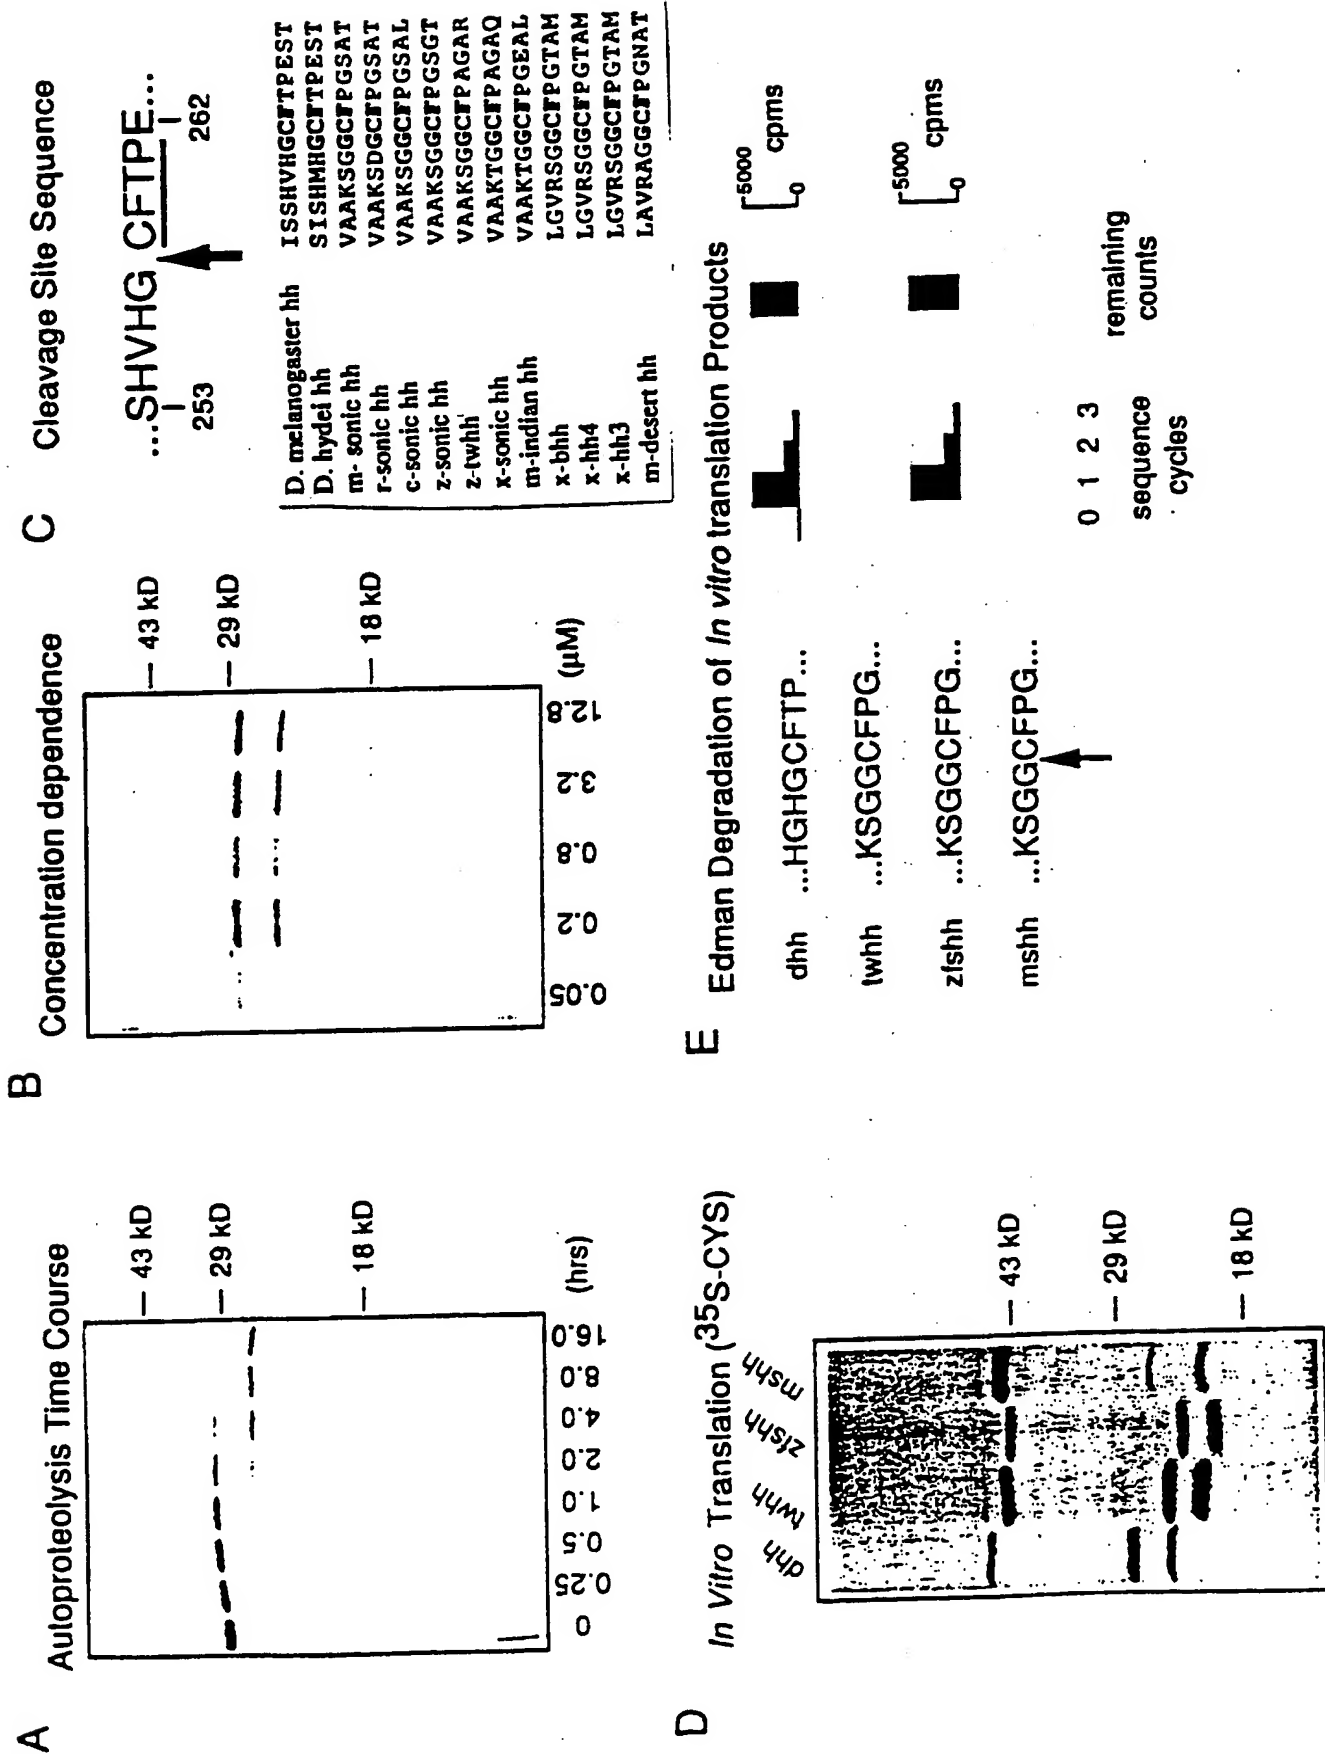 A
Autoproteolysis Time Course
— 43 kD
— 29 kD
— 18 kD
0 0.25 0.5 1.0 2.0 4.0 8.0 16.0 (hrs)
B
Concentration dependence
— 43 kD
— 29 kD
— 18 kD
0.05 0.2 0.8 3.2 12.8 (μM)
C
Cleavage Site Sequence
...SHVHG CFTPE...
253 262
D. melanogaster hh ISSHVHGCFTPEST
D. hydei hh SISHMHGCFTPEST
m- sonic hh VAAKSGGCFPGSAT
r-sonic hh VAAKSDGCFPGSAT
c-sonic hh VAAKSGGCFPGSAL
z-sonic hh VAAKSGGCFPGSGT
z-twhh VAAKSGGCFPAGAR
x-sonic hh VAAKTGGCFPAGAQ
m-indian hh VAAKTGGCFPGEAL
x-bhh LGVRSGGCFPGTAM
x-hh4 LGVRSGGCFPGTAM
x-hh3 LGVRSGGCFPGTAM
m-desert hh LAVRAGGCFPGNAT
D
In Vitro Translation (35S-CYS)
dhh twhh zfshh mshh
— 43 kD
— 29 kD
— 18 kD
E
Edman Degradation of In vitro translation Products
dhh ...HGHGCFTP...
twhh ...KSGGCFPG...
zfshh ...KSGGCFPG...
mshh ...KSGGCFPG...
5000
0
cpms
5000
0
cpms
0 1 2 3
sequence
cycles
remaining
counts